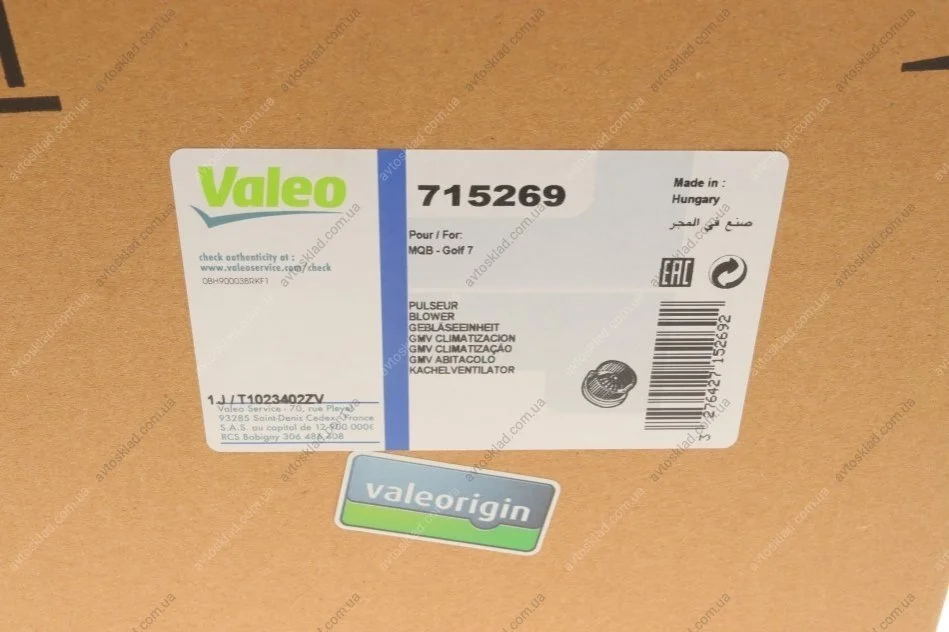 Valeo
check authenticity at :
www.valeoservice.com/check
1 J / T1023402ZV
Valeo Service - 70, rue Pleyel
93285 Saint-Denis Cedex, France
S.A.S. au capital de 12 900 000€
RCS Bobigny 306 486 408
715269
Pour / For:
MQB - Golf 7
PULSEUR
BLOWER
GEBLÄSEEINHEIT
GMV CLIMATIZACION
GMV CLIMATIZAÇÃO
GMV ABITACOLO
KACHELVENTILATOR
Made in :
Hungary
صنع في المجر
EAC
3 276427 152692
valeorigin
avtosklad.com.ua